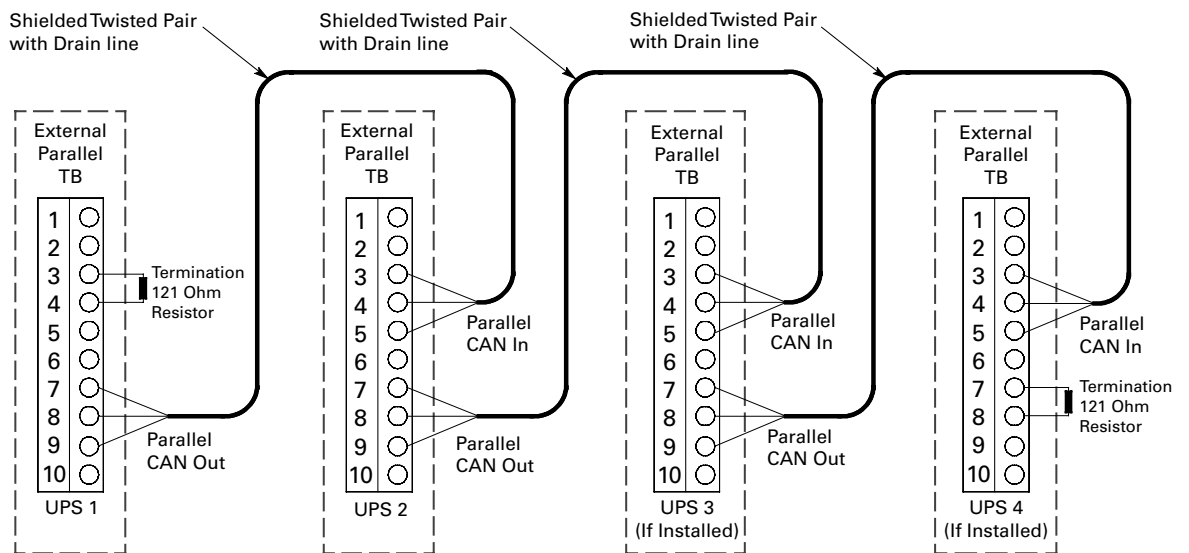 Shielded Twisted Pair
with Drain line
Shielded Twisted Pair
with Drain line
Shielded Twisted Pair
with Drain line
External
Parallel
TB
1
2
3
4
5
6
7
8
9
10
UPS 1
Termination
121 Ohm
Resistor
Parallel
CAN Out
External
Parallel
TB
1
2
3
4
5
6
7
8
9
10
UPS 2
Parallel
CAN In
Parallel
CAN Out
External
Parallel
TB
1
2
3
4
5
6
7
8
9
10
UPS 3
(If Installed)
Parallel
CAN In
Parallel
CAN Out
External
Parallel
TB
1
2
3
4
5
6
7
8
9
10
UPS 4
(If Installed)
Parallel
CAN In
Termination
121 Ohm
Resistor